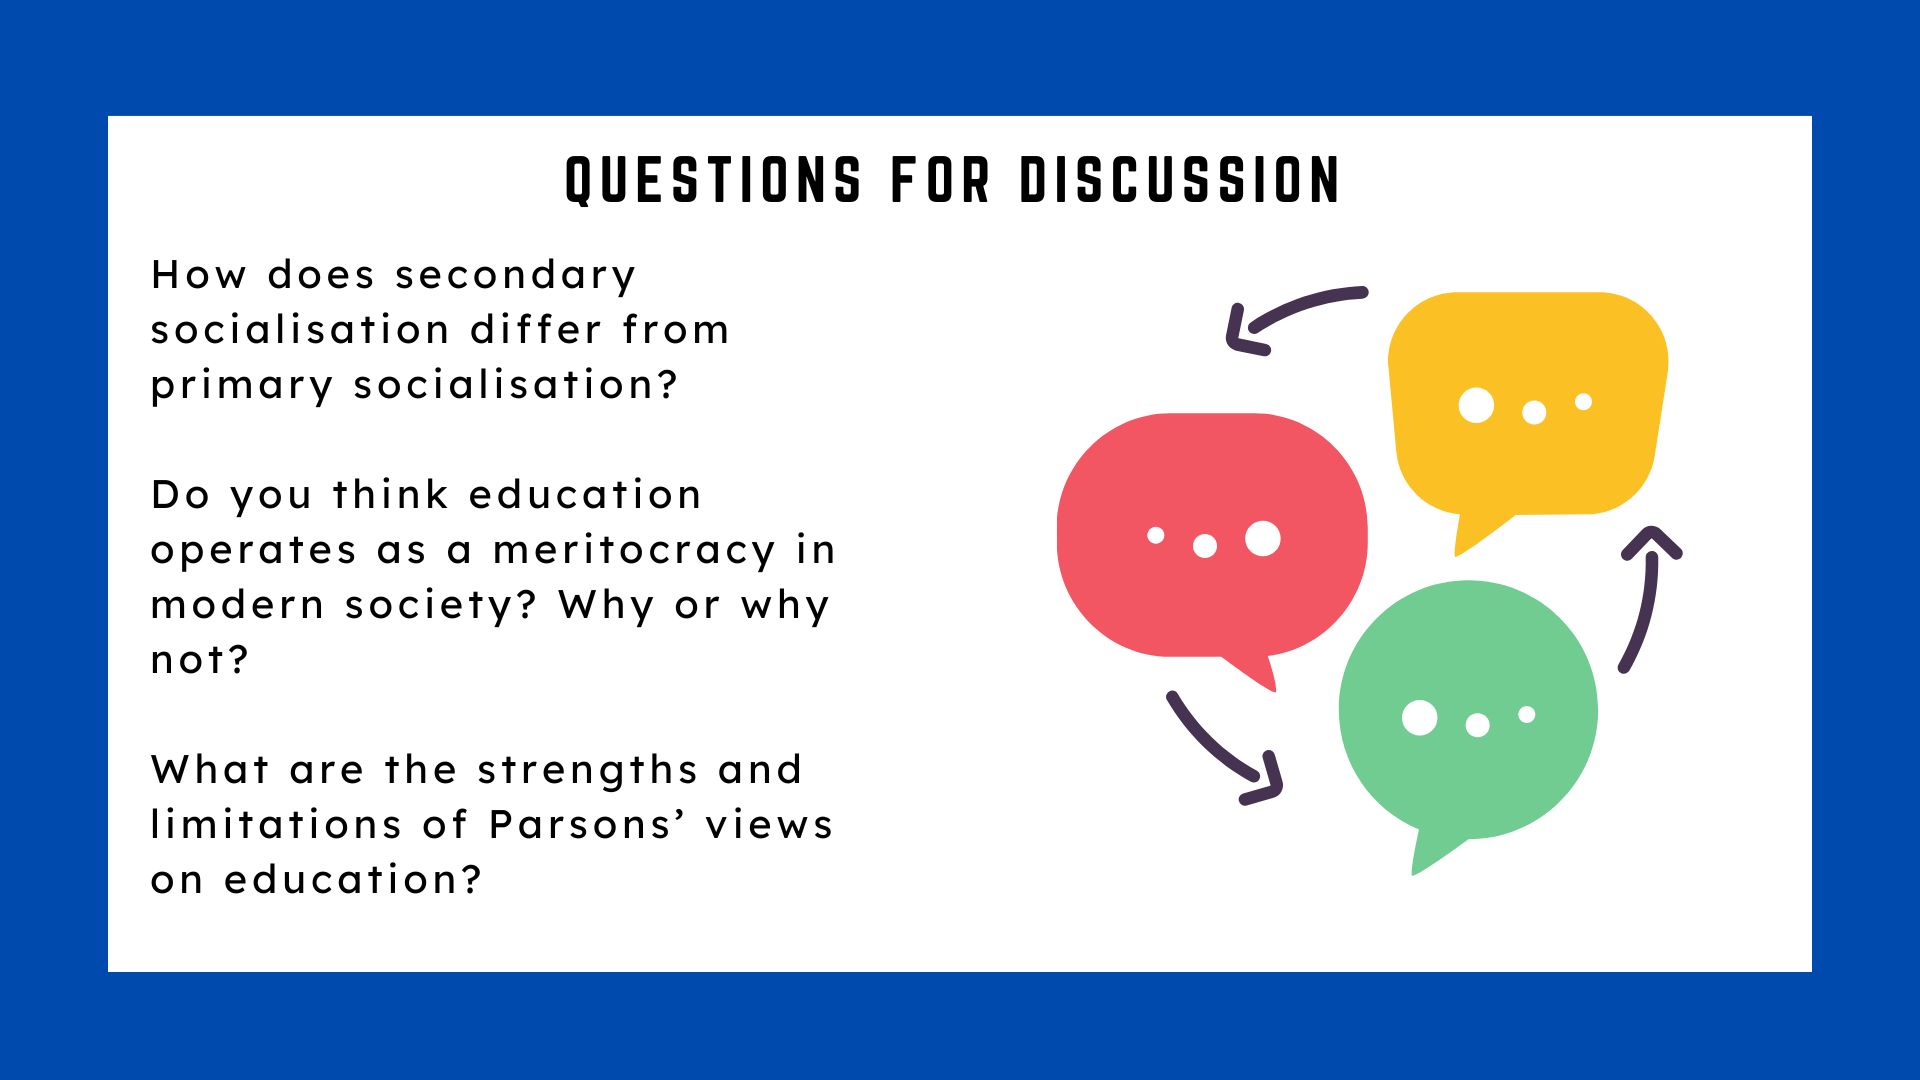 QUESTIONS FOR DISCUSSION
How does secondary
socialisation differ from
primary socialisation?
Do you think education
operates as a meritocracy in
modern society? Why or why
not?
What are the strengths and
limitations of Parsons’ views
on education?